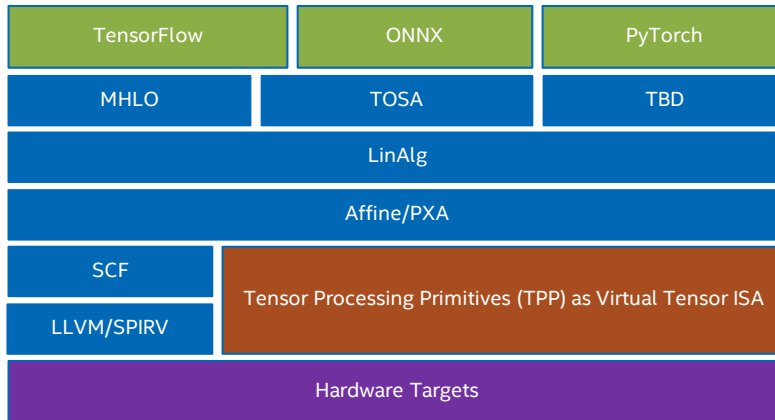 TensorFlow
ONNX
PyTorch
MHLO
TOSA
TBD
LinAlg
Affine/PXA
SCF
Tensor Processing Primitives (TPP) as Virtual Tensor ISA
LLVM/SPIRV
Hardware Targets